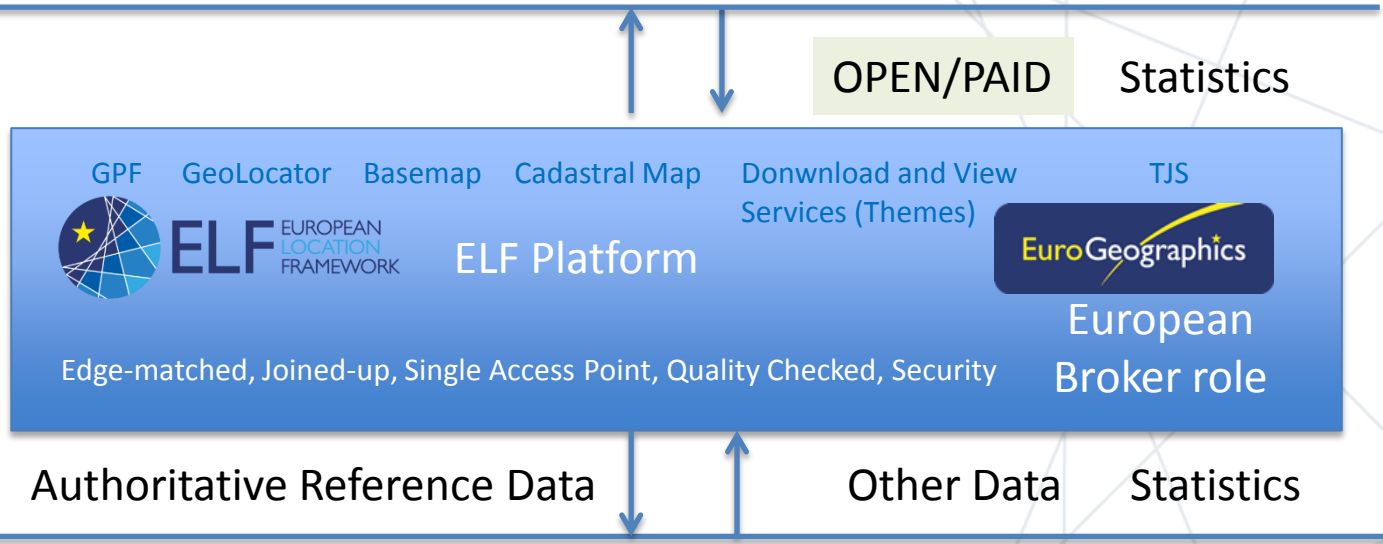 OPEN/PAID Statistics
GPF GeoLocator Basemap Cadastral Map Donwnload and View TJS
Services (Themes)
ELF EUROPEAN
LOCATION
FRAMEWORK
ELF Platform
EuroGeographics
European
Broker role
Edge-matched, Joined-up, Single Access Point, Quality Checked, Security
Authoritative Reference Data Other Data Statistics